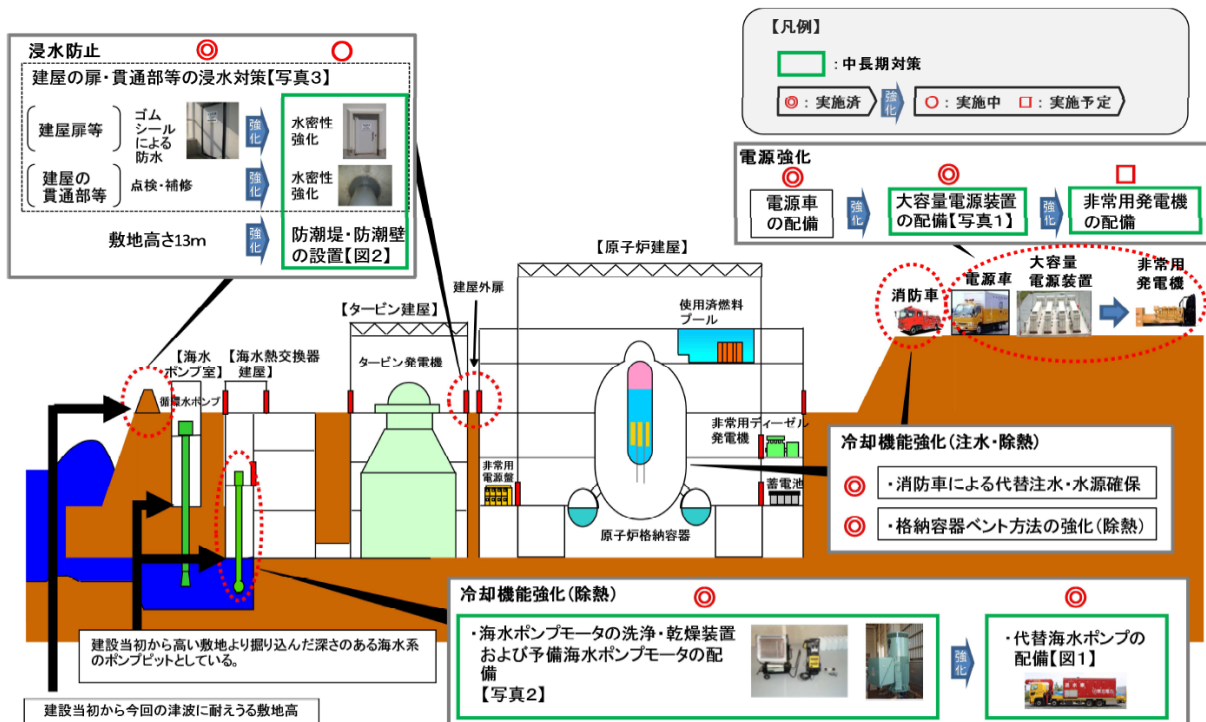 浸水防止
◎
○
建屋の扉・貫通部等の浸水対策【写真3】
建屋扉等
ゴム
シール
による
防水
強化
水密性
強化
建屋の
貫通部等
点検・補修
強化
水密性
強化
敷地高さ13m
強化
防潮堤・防潮壁
の設置【図2】
【凡例】
:中長期対策
◎:実施済
強化
○:実施中 □:実施予定
電源強化
◎
◎
□
電源車
の配備
強化
大容量電源装置
の配備【写真1】
強化
非常用発電機
の配備
消防車
電源車
大容量
電源装置
非常用
発電機
【原子炉建屋】
建屋外扉
使用済燃料
プール
【タービン建屋】
タービン発電機
【海水
ポンプ室】
【海水熱交換器
建屋】
循環水ポンプ
非常用ディーゼル
発電機
非常用
電源盤
蓄電池
原子炉格納容器
冷却機能強化(注水・除熱)
◎
・消防車による代替注水・水源確保
◎
・格納容器ベント方法の強化(除熱)
冷却機能強化(除熱)
◎
◎
・海水ポンプモータの洗浄・乾燥装置
および予備海水ポンプモータの配
備
【写真2】
強化
・代替海水ポンプの
配備【図1】
建設当初から高い敷地より掘り込んだ深さのある海水系
のポンプピットとしている。
建設当初から今回の津波に耐えうる敷地高